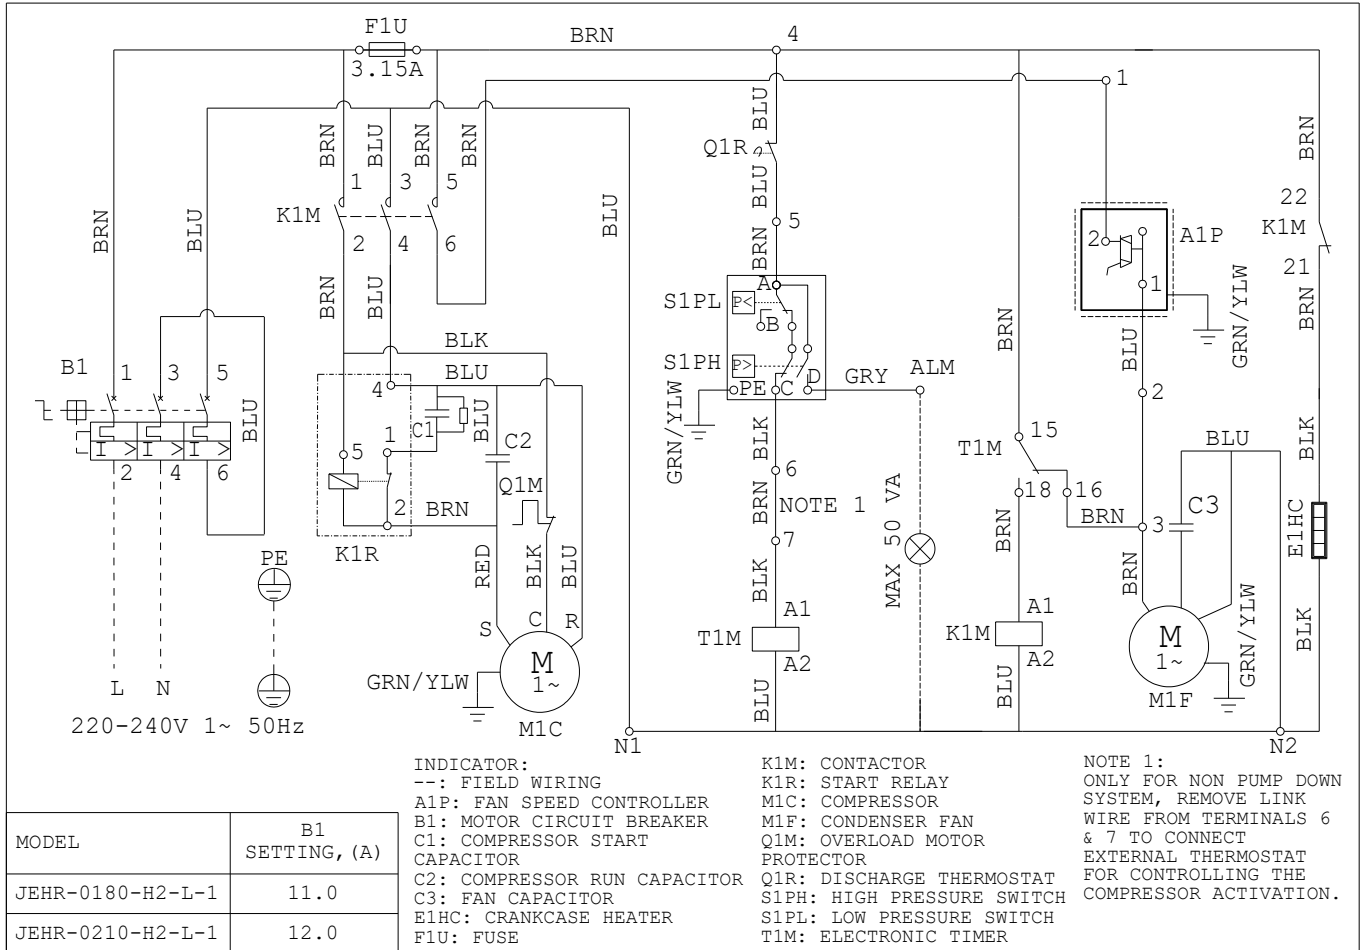 F1U
3.15A
BRN
4
1
BRN
BLU
BRN
BLU
BRN
BRN
BLU
BLU
Q1R
BLU
5
BRN
1
3
5
K1M
2
4
6
BRN
BLU
BRN
22
K1M
21
BRN
2
A1P
1
GRN/YLW
A
S1PL
P<
B
S1PH
P>
PE
C
D
GRY
ALM
GRN/YLW
BRN
BLU
2
BLK
BLU
4
C1
BLU
C2
1
5
2
BRN
Q1M
K1R
RED
BLK
BLU
S
C
R
M
1~
M1C
GRN/YLW
B1
1
3
5
BLU
I >
I >
I >
2
4
6
PE
L
N
220-240V 1~ 50Hz
BLK
6
BRN
NOTE 1
7
BLK
A1
T1M
A2
BLU
MAX 50 VA
T1M
15
18
16
BRN
BRN
3
A1
K1M
A2
BLU
BLU
C3
BRN
M
1~
M1F
GRN/YLW
BLK
E1HC
BLK
N1
N2
INDICATOR:
--: FIELD WIRING
A1P: FAN SPEED CONTROLLER
B1: MOTOR CIRCUIT BREAKER
C1: COMPRESSOR START
CAPACITOR
C2: COMPRESSOR RUN CAPACITOR
C3: FAN CAPACITOR
E1HC: CRANKCASE HEATER
F1U: FUSE
K1M: CONTACTOR
K1R: START RELAY
M1C: COMPRESSOR
M1F: CONDENSER FAN
Q1M: OVERLOAD MOTOR
PROTECTOR
Q1R: DISCHARGE THERMOSTAT
S1PH: HIGH PRESSURE SWITCH
S1PL: LOW PRESSURE SWITCH
T1M: ELECTRONIC TIMER
NOTE 1:
ONLY FOR NON PUMP DOWN
SYSTEM, REMOVE LINK
WIRE FROM TERMINALS 6
& 7 TO CONNECT
EXTERNAL THERMOSTAT
FOR CONTROLLING THE
COMPRESSOR ACTIVATION.
MODEL
B1
SETTING,(A)
JEHR-0180-H2-L-1
11.0
JEHR-0210-H2-L-1
12.0